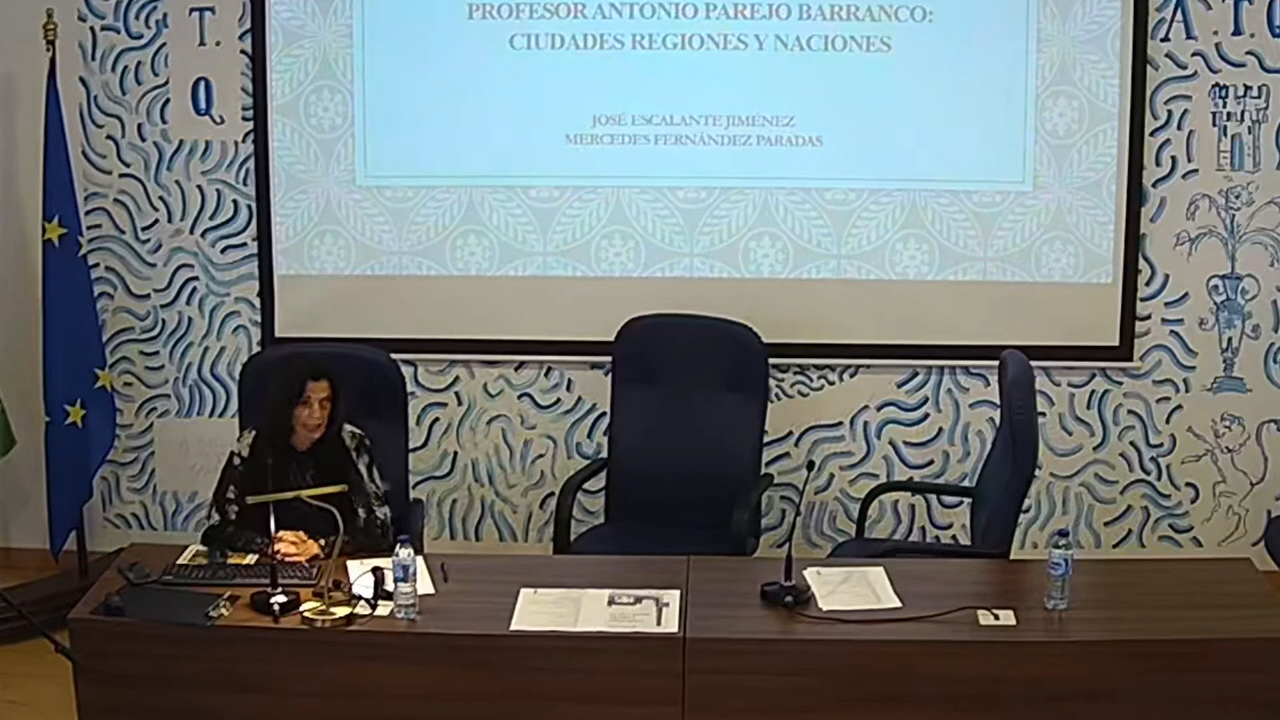 T.
Q
A.T.Q
PROFESOR ANTONIO PAREJO BARRANCO:
CIUDADES REGIONES Y NACIONES
JOSÉ ESCALANTE JIMÉNEZ
MERCEDES FERNÁNDEZ PARADAS